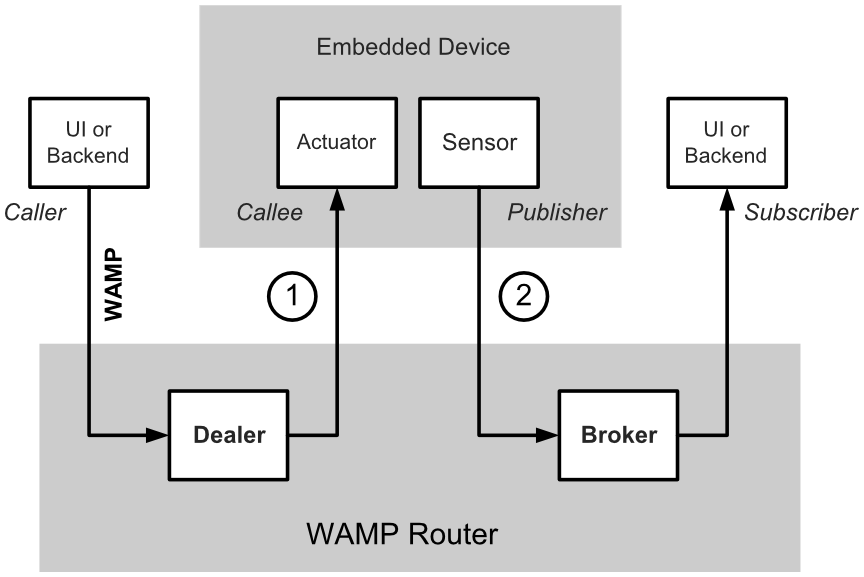 Embedded Device
UI or
Backend
Actuator
Sensor
UI or
Backend
Caller
Callee
Publisher
Subscriber
WAMP
1
2
Dealer
Broker
WAMP Router